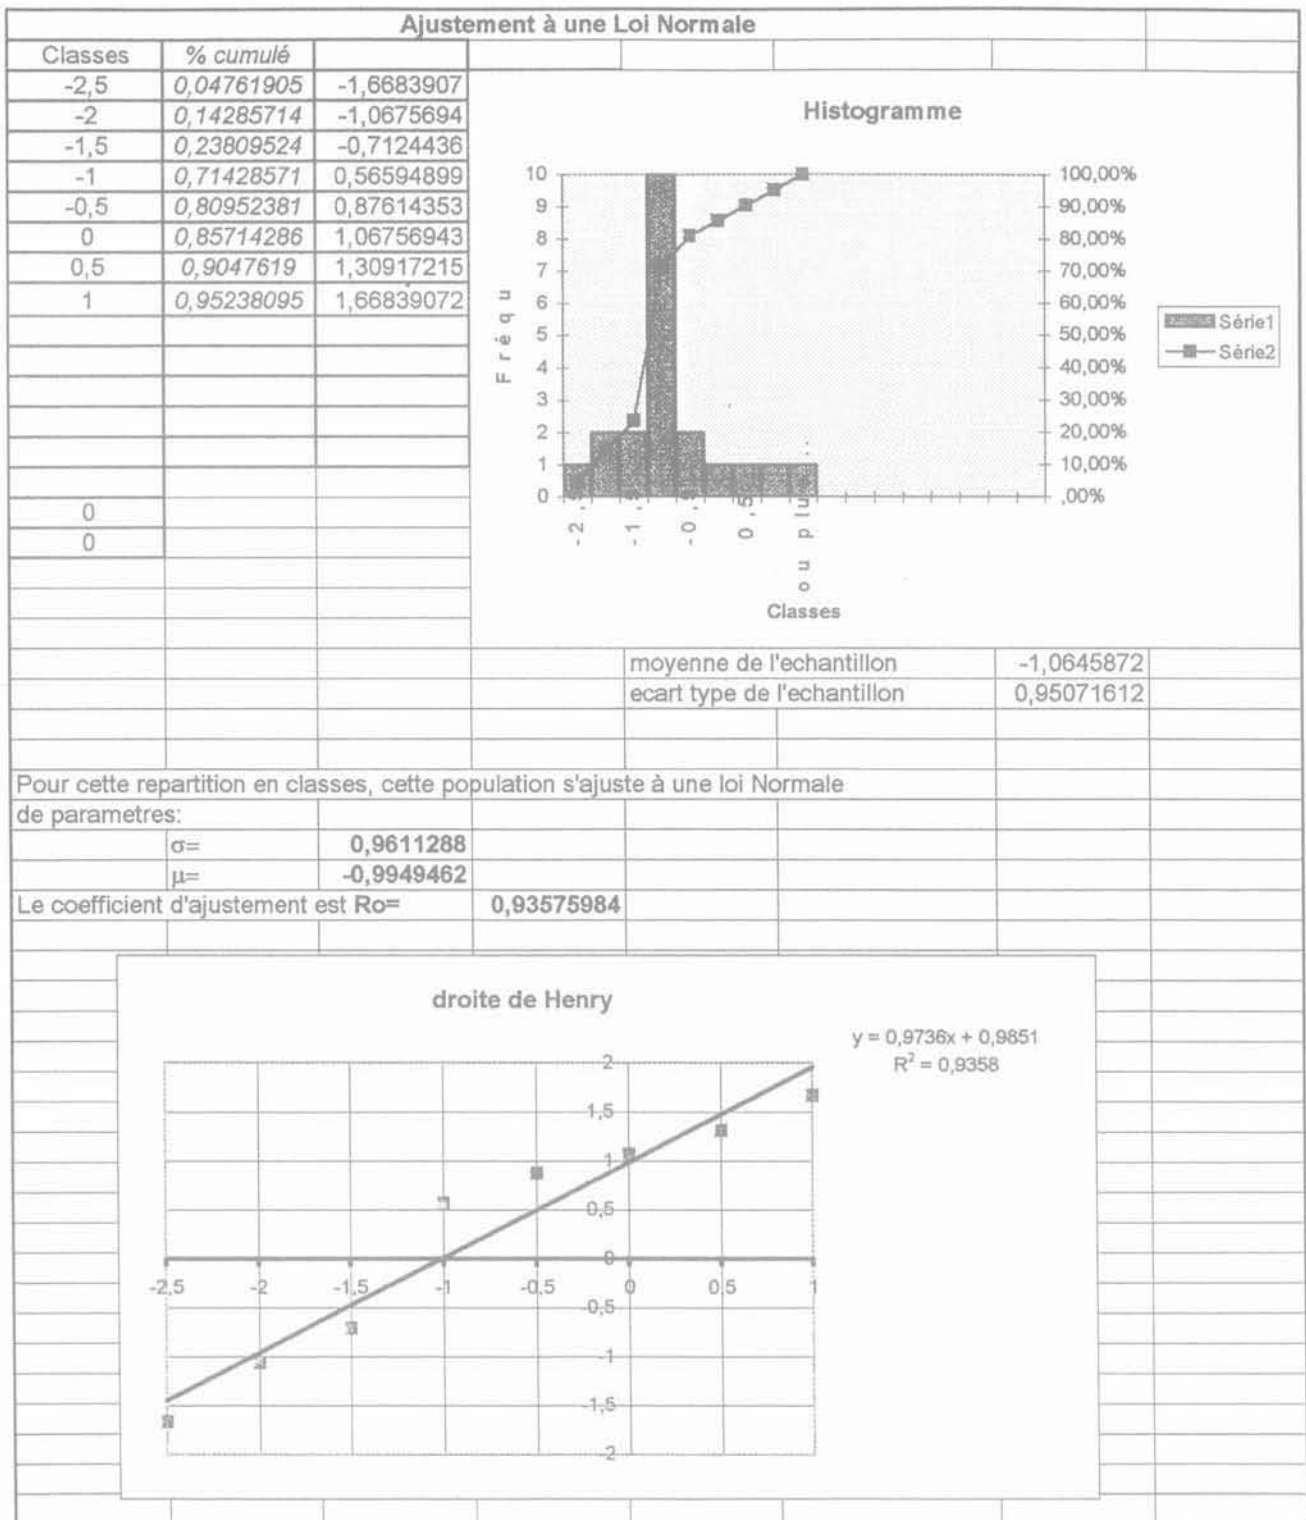 Ajustement à une Loi Normale
Classes % cumulé
-2,5 0,04761905 -1,6683907
-2 0,14285714 -1,0675694
-1,5 0,23809524 -0,7124436
-1 0,71428571 0,56594899
-0,5 0,80952381 0,87614353
0 0,85714286 1,06756943
0,5 0,9047619 1,30917215
1 0,95238095 1,66839072
0
0
Histogramme
10 100,00%
9 90,00%
8 80,00%
7 70,00%
6 60,00%
5 50,00%
4 40,00%
3 30,00%
2 20,00%
1 10,00%
0 ,00%
Fréqu
Série1
Série2
0,5
ou plu
Classes
moyenne de l'echantillon -1,0645872
ecart type de l'echantillon 0,95071612
Pour cette repartition en classes, cette population s'ajuste à une loi Normale
de parametres:
σ= 0,9611288
μ= -0,9949462
Le coefficient d'ajustement est Ro= 0,93575984
droite de Henry
y = 0,9736x + 0,9851
R² = 0,9358
2
1,5
1
0,5
0
-2,5 -2 -1,5 -1 -0,5 0 0,5 1
-0,5
-1
-1,5
-2